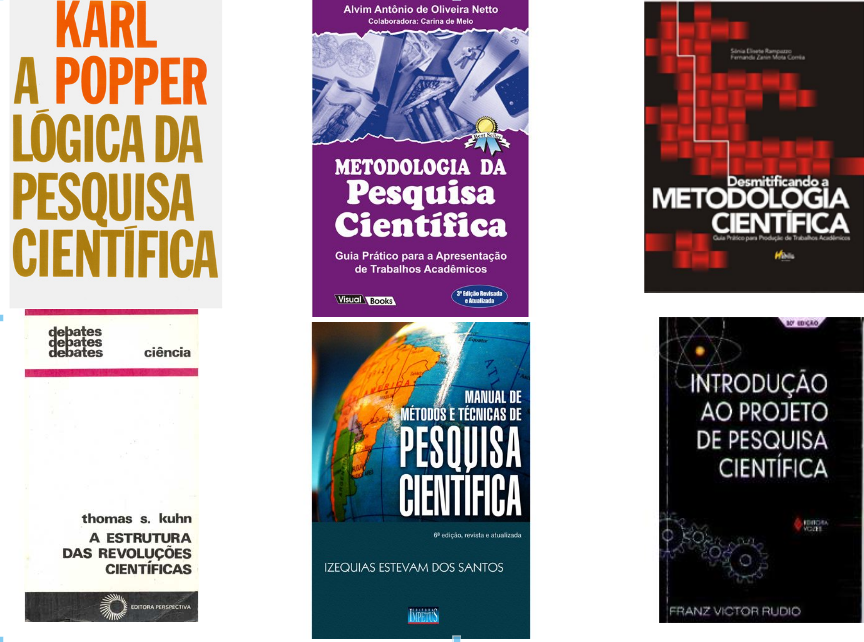 KARL
A POPPER
LÓGICA DA
PESQUISA
CIENTÍFICA
Alvim Antônio de Oliveira Netto
Colaboradora: Carina de Melo
Best Seller
METODOLOGIA DA
Pesquisa
Científica
Guia Prático para a Apresentação
de Trabalhos Acadêmicos
Visual Books
3ª Edição Revisada
e Atualizada
Sônia Elisete Rampazzo
Fernanda Zanin Mota Corrêa
Desmitificando a
METODOLOGIA
CIENTÍFICA
Guia Prático para Produção de Trabalhos Acadêmicos
debates
debates
debates
ciência
thomas s. kuhn
A ESTRUTURA
DAS REVOLUÇÕES
CIENTÍFICAS
EDITORA PERSPECTIVA
MANUAL DE
MÉTODOS E TÉCNICAS DE
PESQUISA
CIENTÍFICA
6ª edição, revista e atualizada
IZEQUIAS ESTEVAM DOS SANTOS
IMPETUS
30ª EDIÇÃO
INTRODUÇÃO
AO PROJETO
DE PESQUISA
CIENTÍFICA
EDITORA
VOZES
FRANZ VICTOR RUDIO